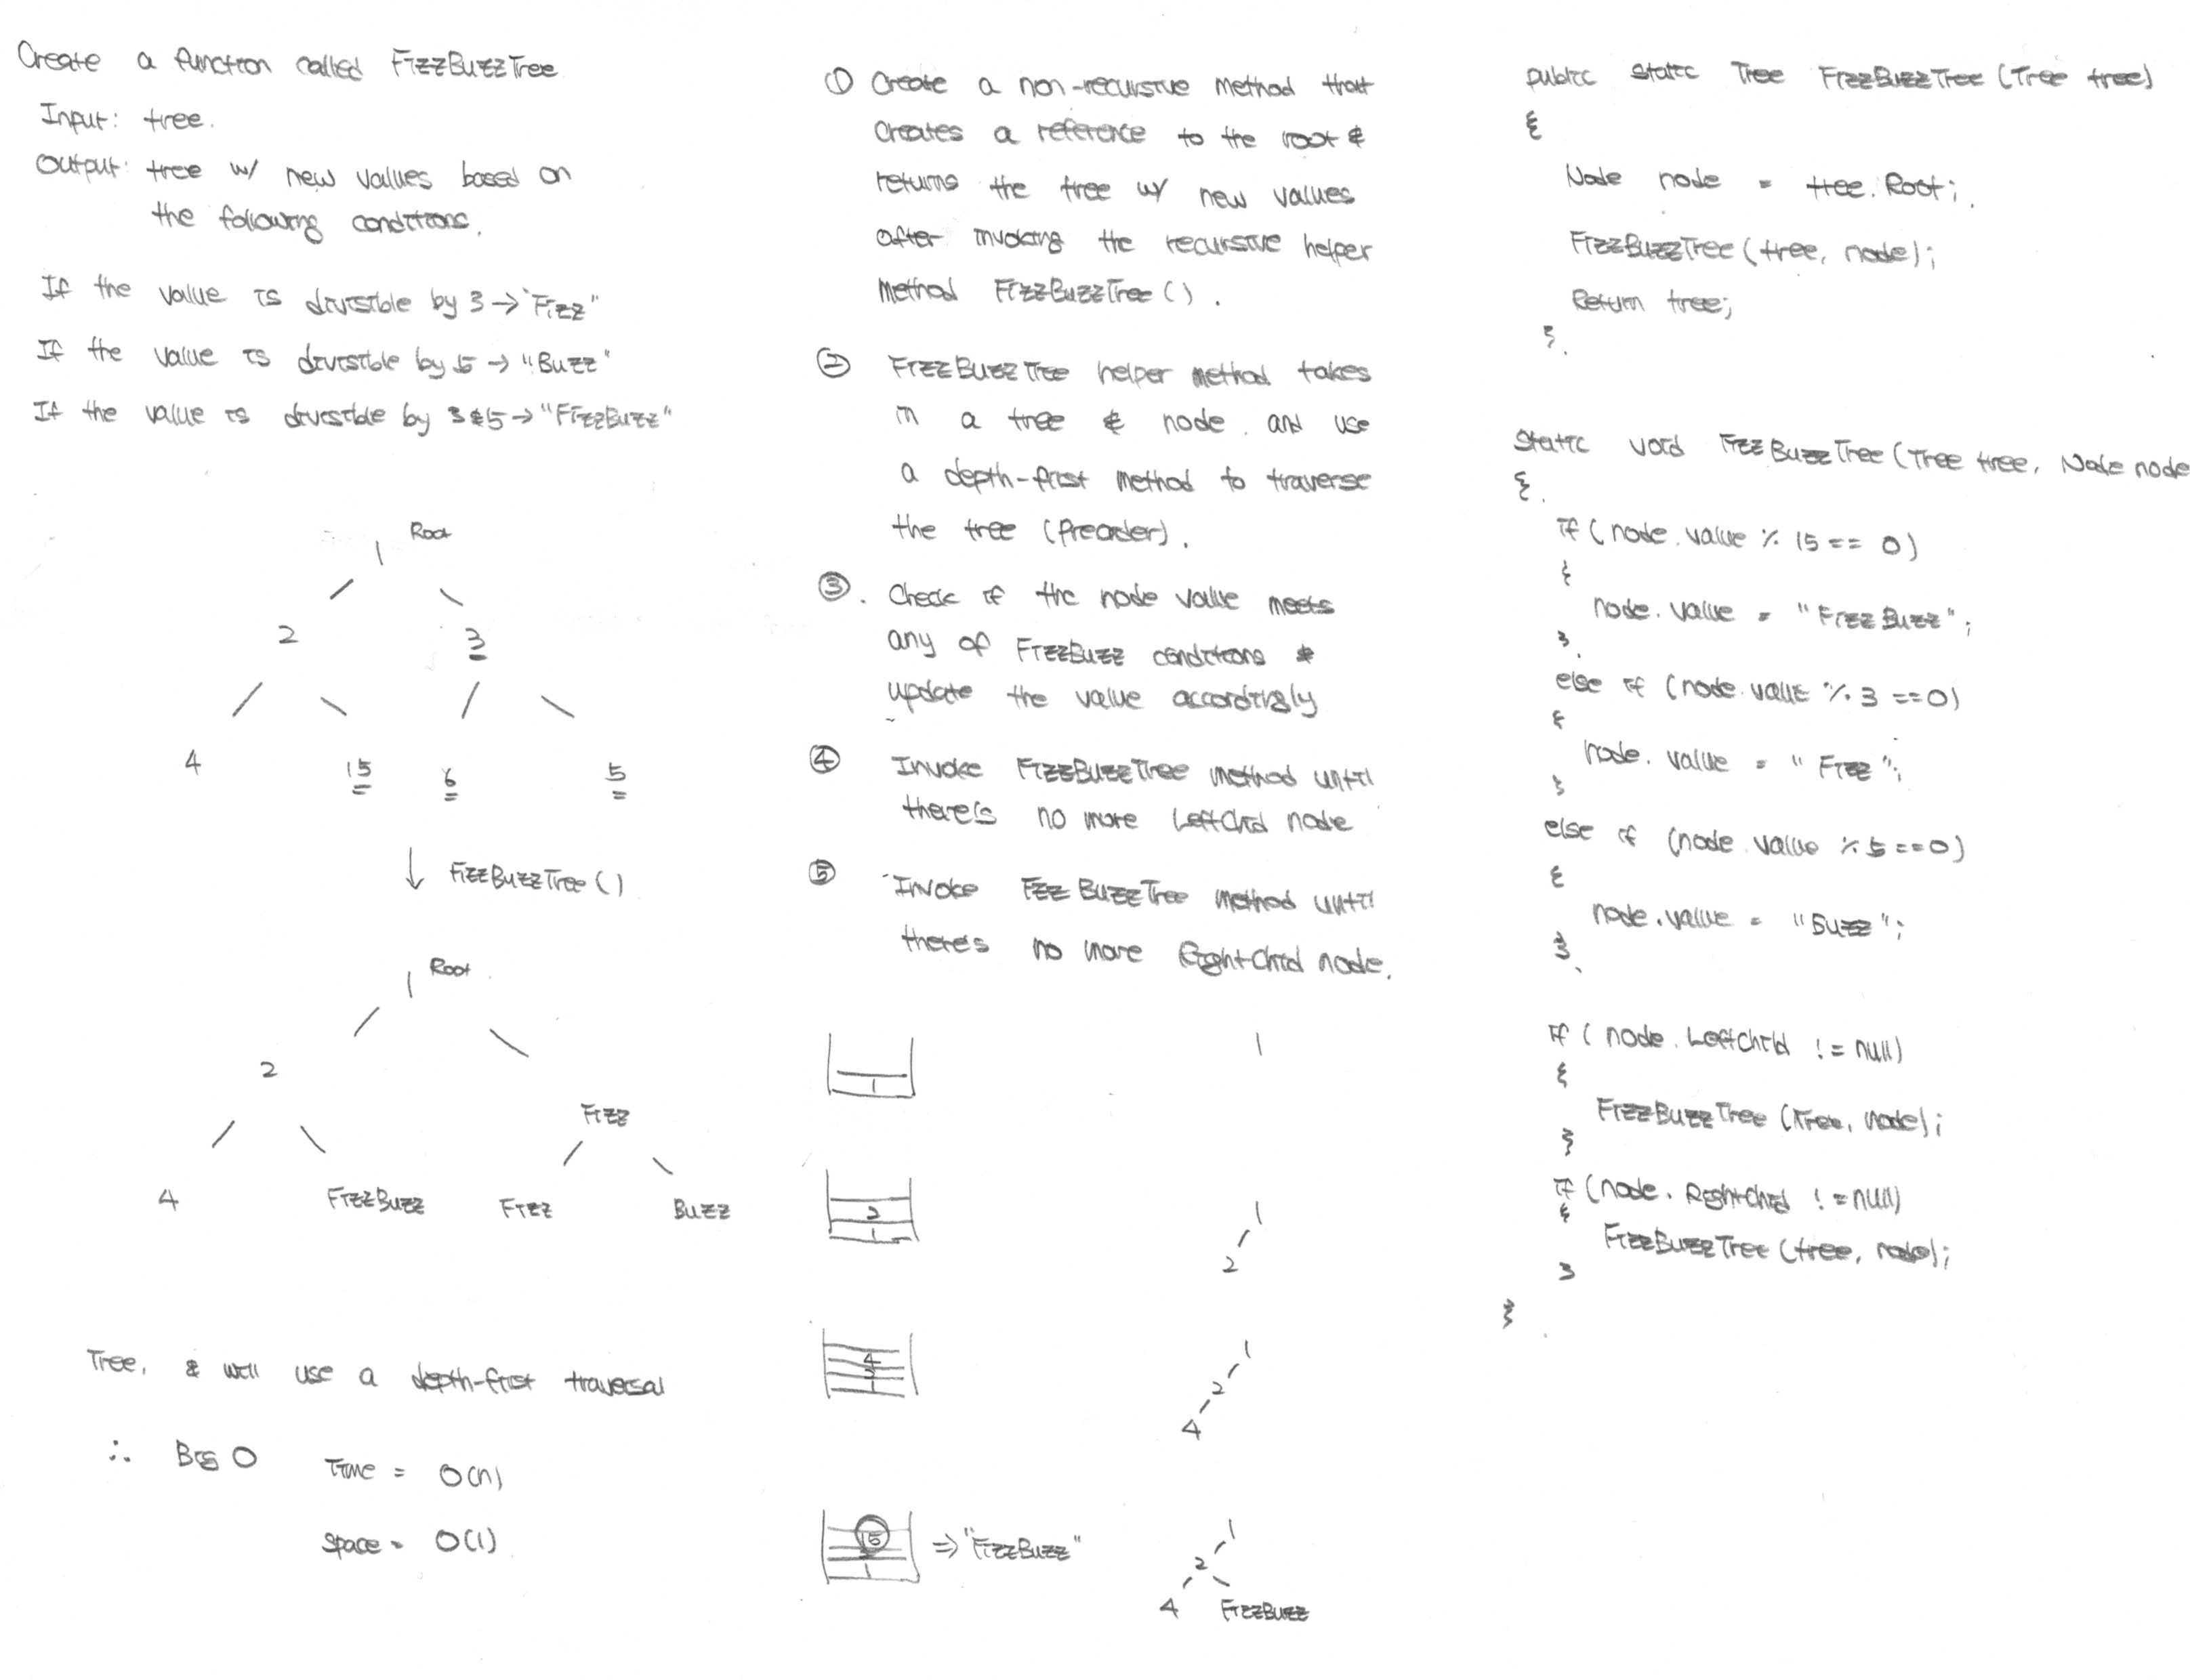 Create a function called FizzBuzzTree
Input: tree.
Output: tree w/ new values based on
the following conditions.
If the value is divisible by 3 → "Fizz"
If the value is divisible by 5 → "Buzz"
If the value is divisible by 3 & 5 → "FizzBuzz"
Root
1
2 3
4 15 6 5
↓ FizzBuzzTree ()
Root
1
2
Fizz
4 FizzBuzz Fizz Buzz
Tree, & will use a depth-first traversal
∴ Big O Time = O(n)
Space = O(1)
① Create a non-recursive method that
creates a reference to the root &
returns the tree w/ new values
after invoking the recursive helper
method FizzBuzzTree ( ) .
② FizzBuzzTree helper method takes
in a tree & node. and use
a depth-first method to traverse
the tree (Preorder).
③. Check if the node value meets
any of FizzBuzz conditions &
update the value accordingly
④ Invoke FizzBuzzTree method until
there's no more LeftChild node
⑤ Invoke FizzBuzzTree method until
there's no more RightChild node.
1 1
2
1
1
2
4
2
1
1
2
4
15
1
=> "FizzBuzz"
1
2
4 FizzBuzz
public static Tree FizzBuzzTree (Tree tree)
{
Node node = tree. Root;
FizzBuzzTree (tree, node);
Return tree;
}.
static void FizzBuzzTree (Tree tree, Node node
{.
if ( node. value % 15 == 0)
{
node. value = "FizzBuzz";
}.
else if (node. value % 3 ==0)
{
node. value = "Fizz";
}
else if (node. value % 5 ==0)
{
node. value = "Buzz";
}.
If ( node. LeftChild != null)
{
FizzBuzzTree (Tree, node);
}
if (node. RightChild != null)
{
FizzBuzzTree (tree, node);
}
}